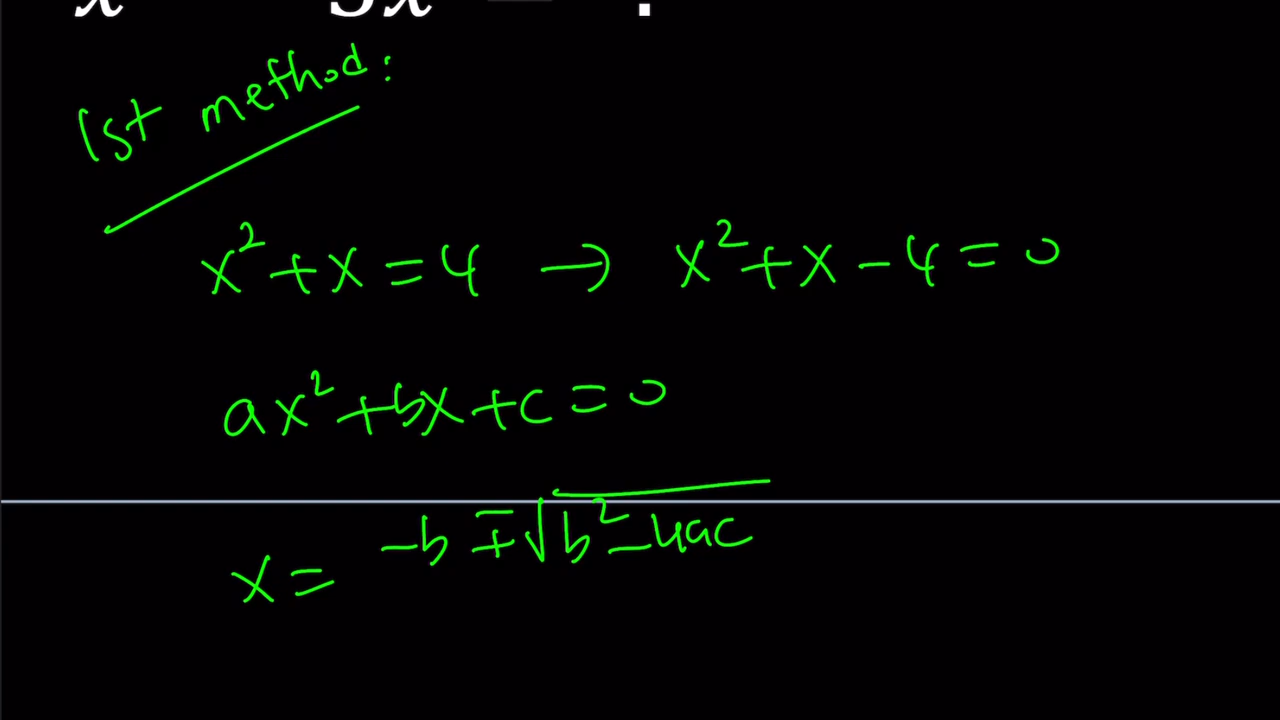 1st method:
x² + x = 4 → x² + x - 4 = 0
ax² + bx + c = 0
x = -b ∓ √b² - 4ac